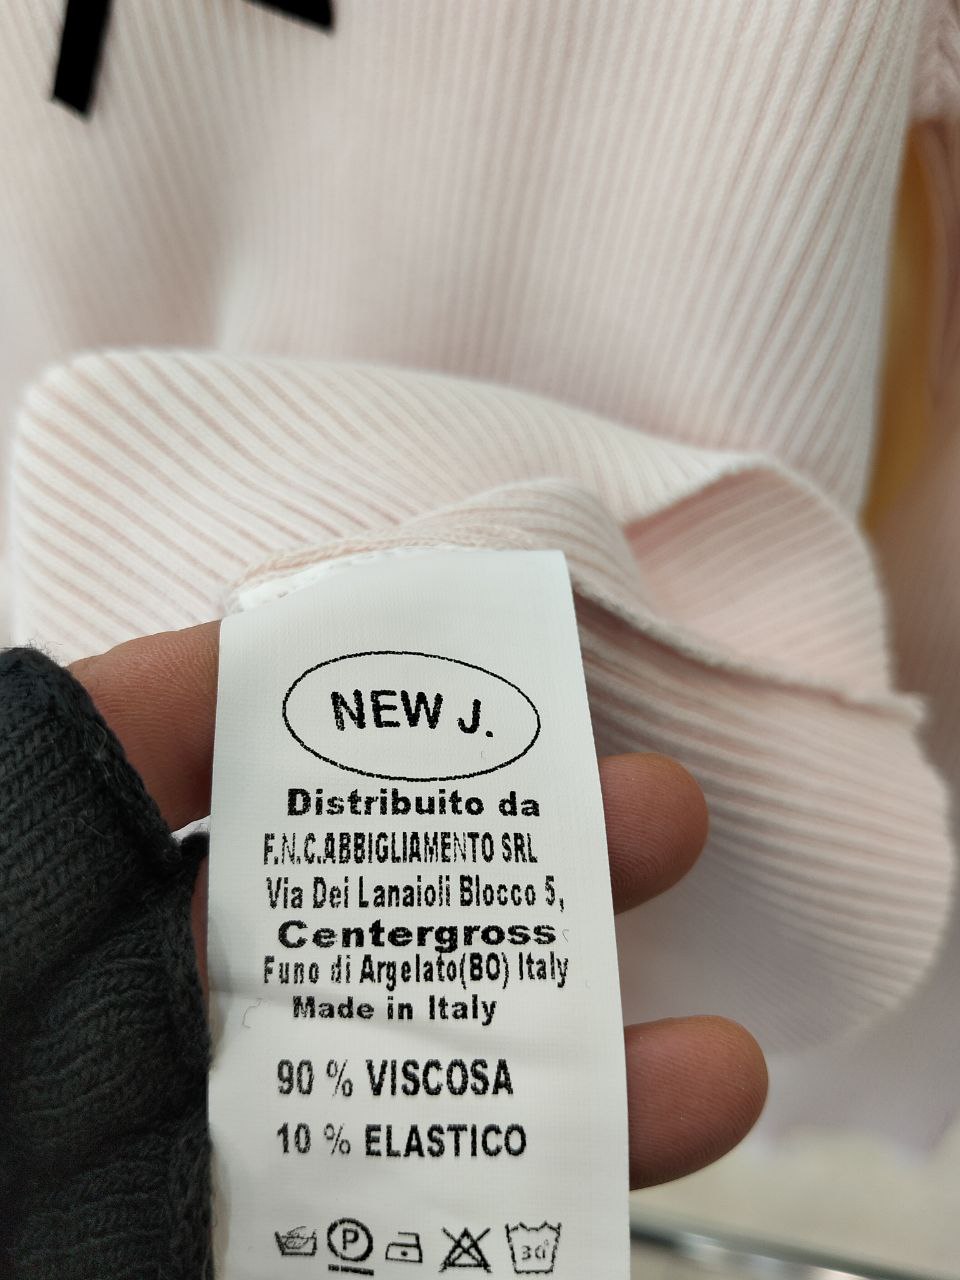 NEW J.
Distribuito da
F.N.C.ABBIGLIAMENTO SRL
Via Dei Lanaioli Blocco 5,
Centergross
Funo di Argelato(BO) Italy
Made in Italy
90 % VISCOSA
10 % ELASTICO
P
30°